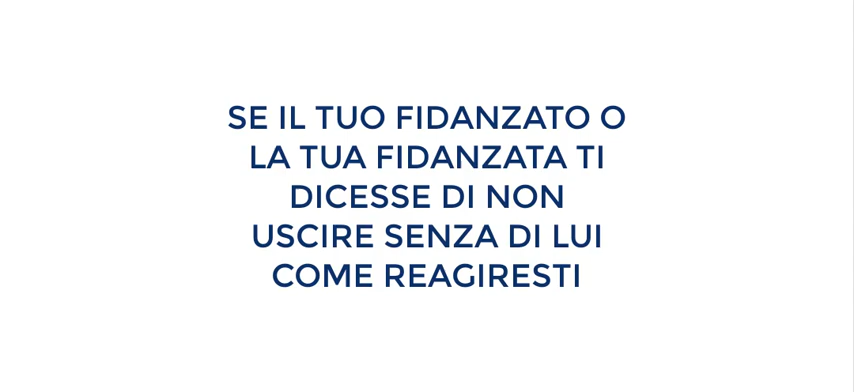 SE IL TUO FIDANZATO O
LA TUA FIDANZATA TI
DICESSE DI NON
USCIRE SENZA DI LUI
COME REAGIRESTI